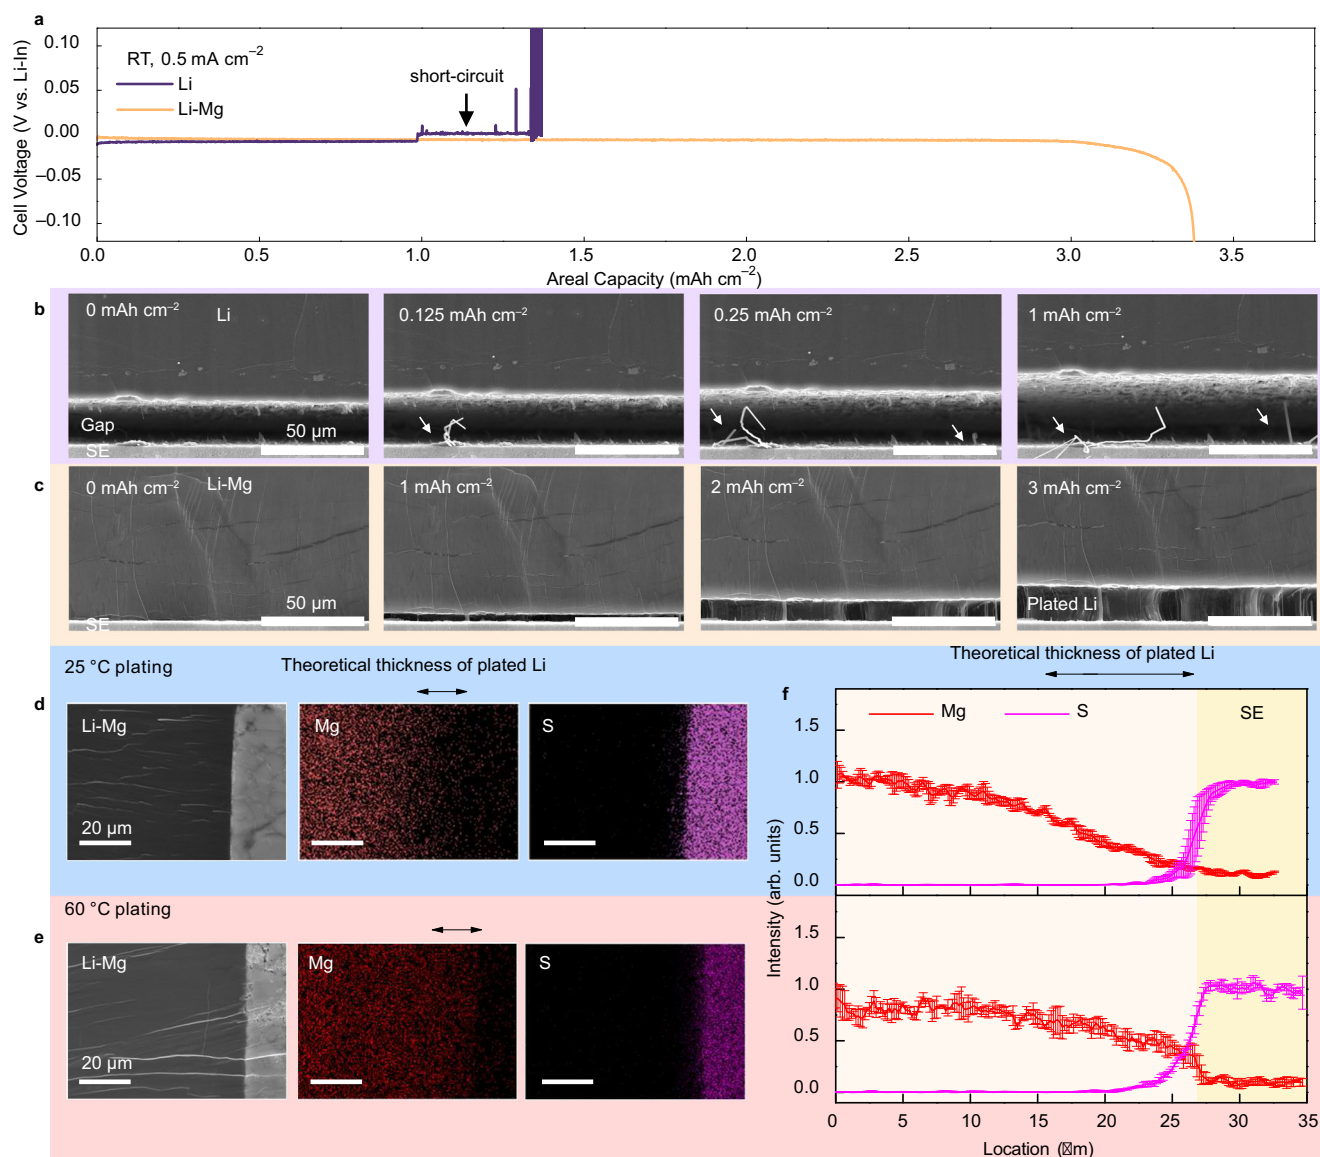 a
0.10
0.05
0.00
–0.05
–0.10
Cell Voltage (V vs. Li-In)
RT, 0.5 mA cm⁻²
Li
Li-Mg
short-circuit
0.0 0.5 1.0 1.5 2.0 2.5 3.0 3.5
Areal Capacity (mAh cm⁻²)
b
0 mAh cm⁻² Li
Gap
SE
50 µm
0.125 mAh cm⁻²
0.25 mAh cm⁻²
1 mAh cm⁻²
c
0 mAh cm⁻² Li-Mg
50 µm
SE
1 mAh cm⁻²
2 mAh cm⁻²
3 mAh cm⁻²
Plated Li
25 °C plating
Theoretical thickness of plated Li
d
Li-Mg
20 µm
Mg
S
60 °C plating
e
Li-Mg
20 µm
Mg
S
Theoretical thickness of plated Li
f
Mg
S
SE
1.5
1.0
0.5
0.0
1.5
1.0
0.5
0.0
Intensity (arb. units)
0 5 10 15 20 25 30 35
Location (□m)